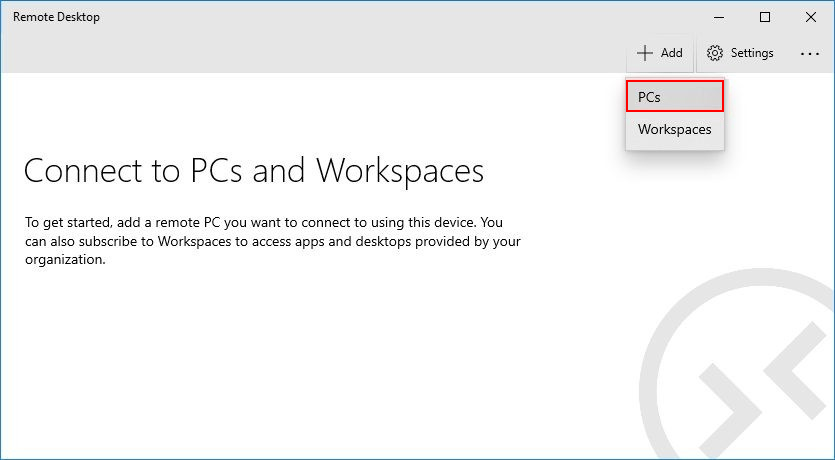 Remote Desktop
Add
Settings
PCs
Workspaces
Connect to PCs and Workspaces
To get started, add a remote PC you want to connect to using this device. You
can also subscribe to Workspaces to access apps and desktops provided by your
organization.